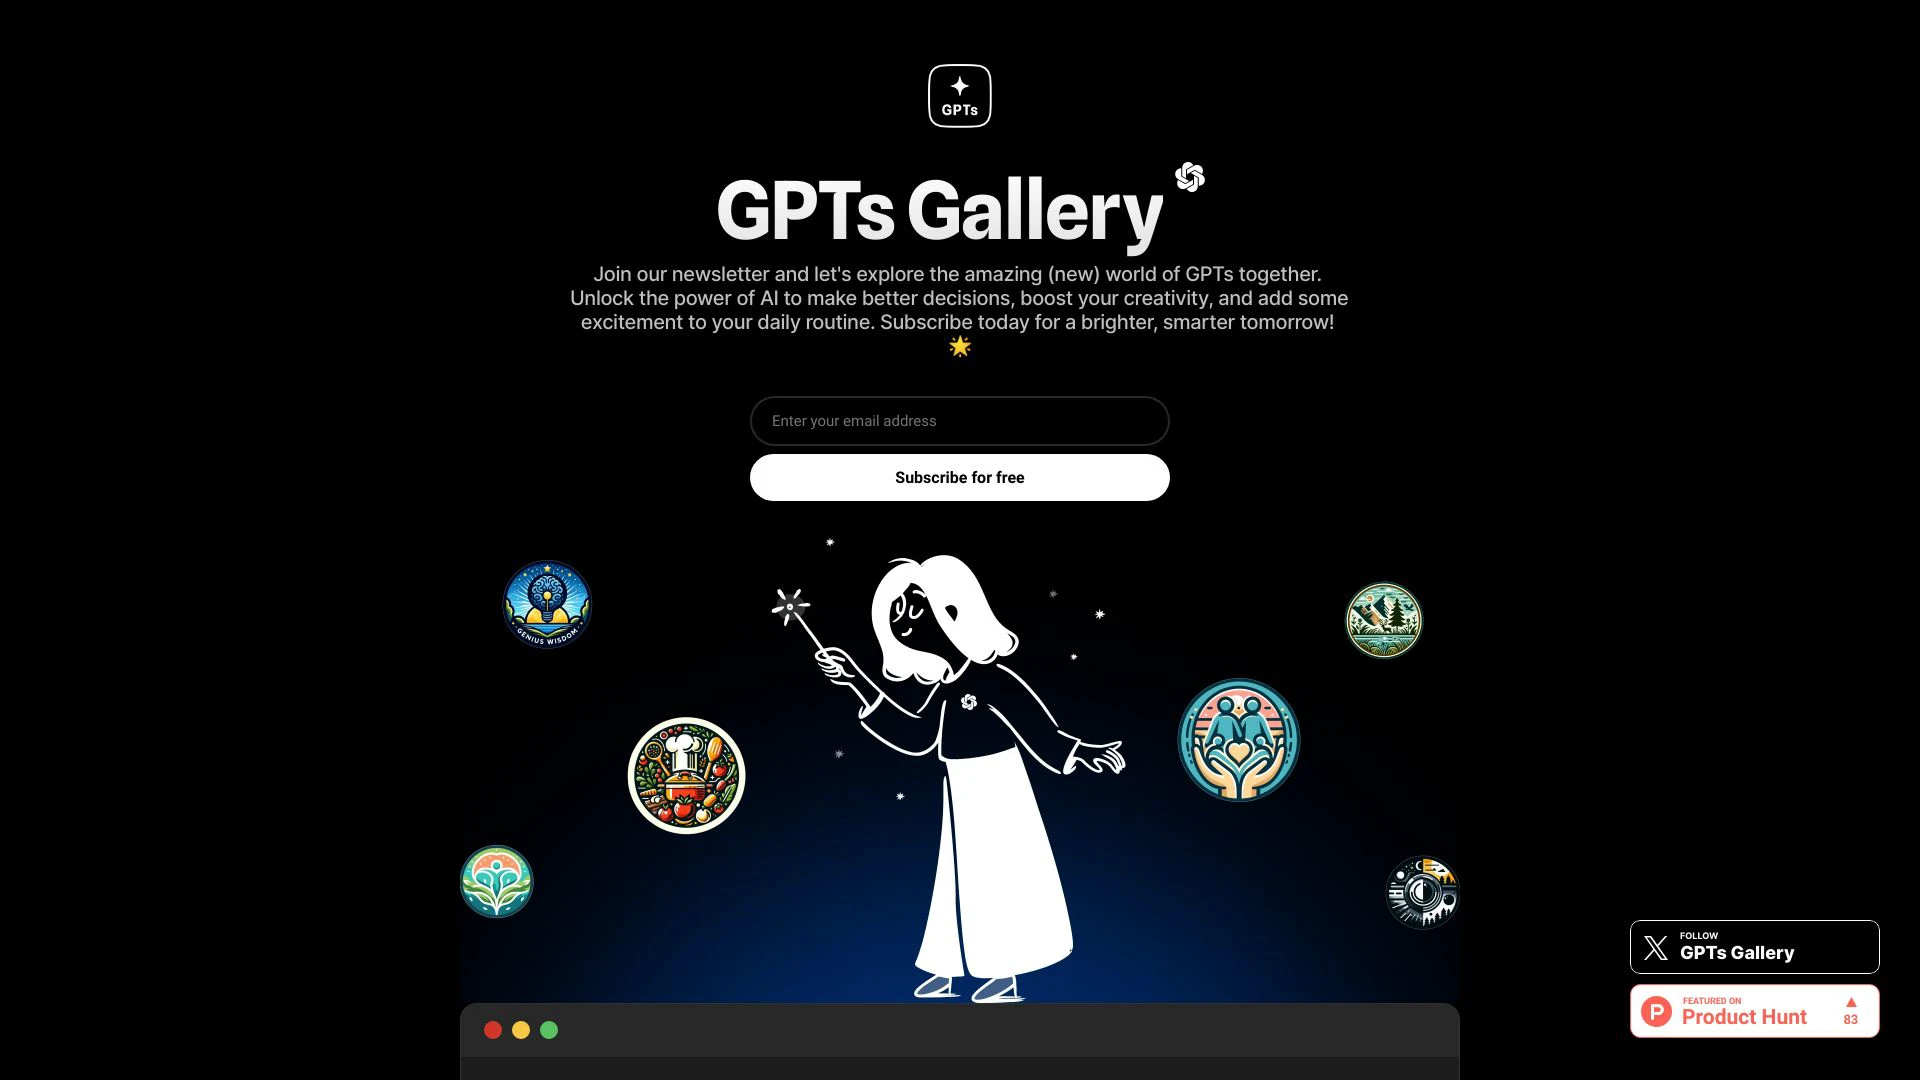 GPTs
GPTs Gallery
Join our newsletter and let's explore the amazing (new) world of GPTs together.
Unlock the power of AI to make better decisions, boost your creativity, and add some
excitement to your daily routine. Subscribe today for a brighter, smarter tomorrow!
🌟
Enter your email address
Subscribe for free
GENIUS WISDOM
FOLLOW
GPTs Gallery
FEATURED ON
Product Hunt
83